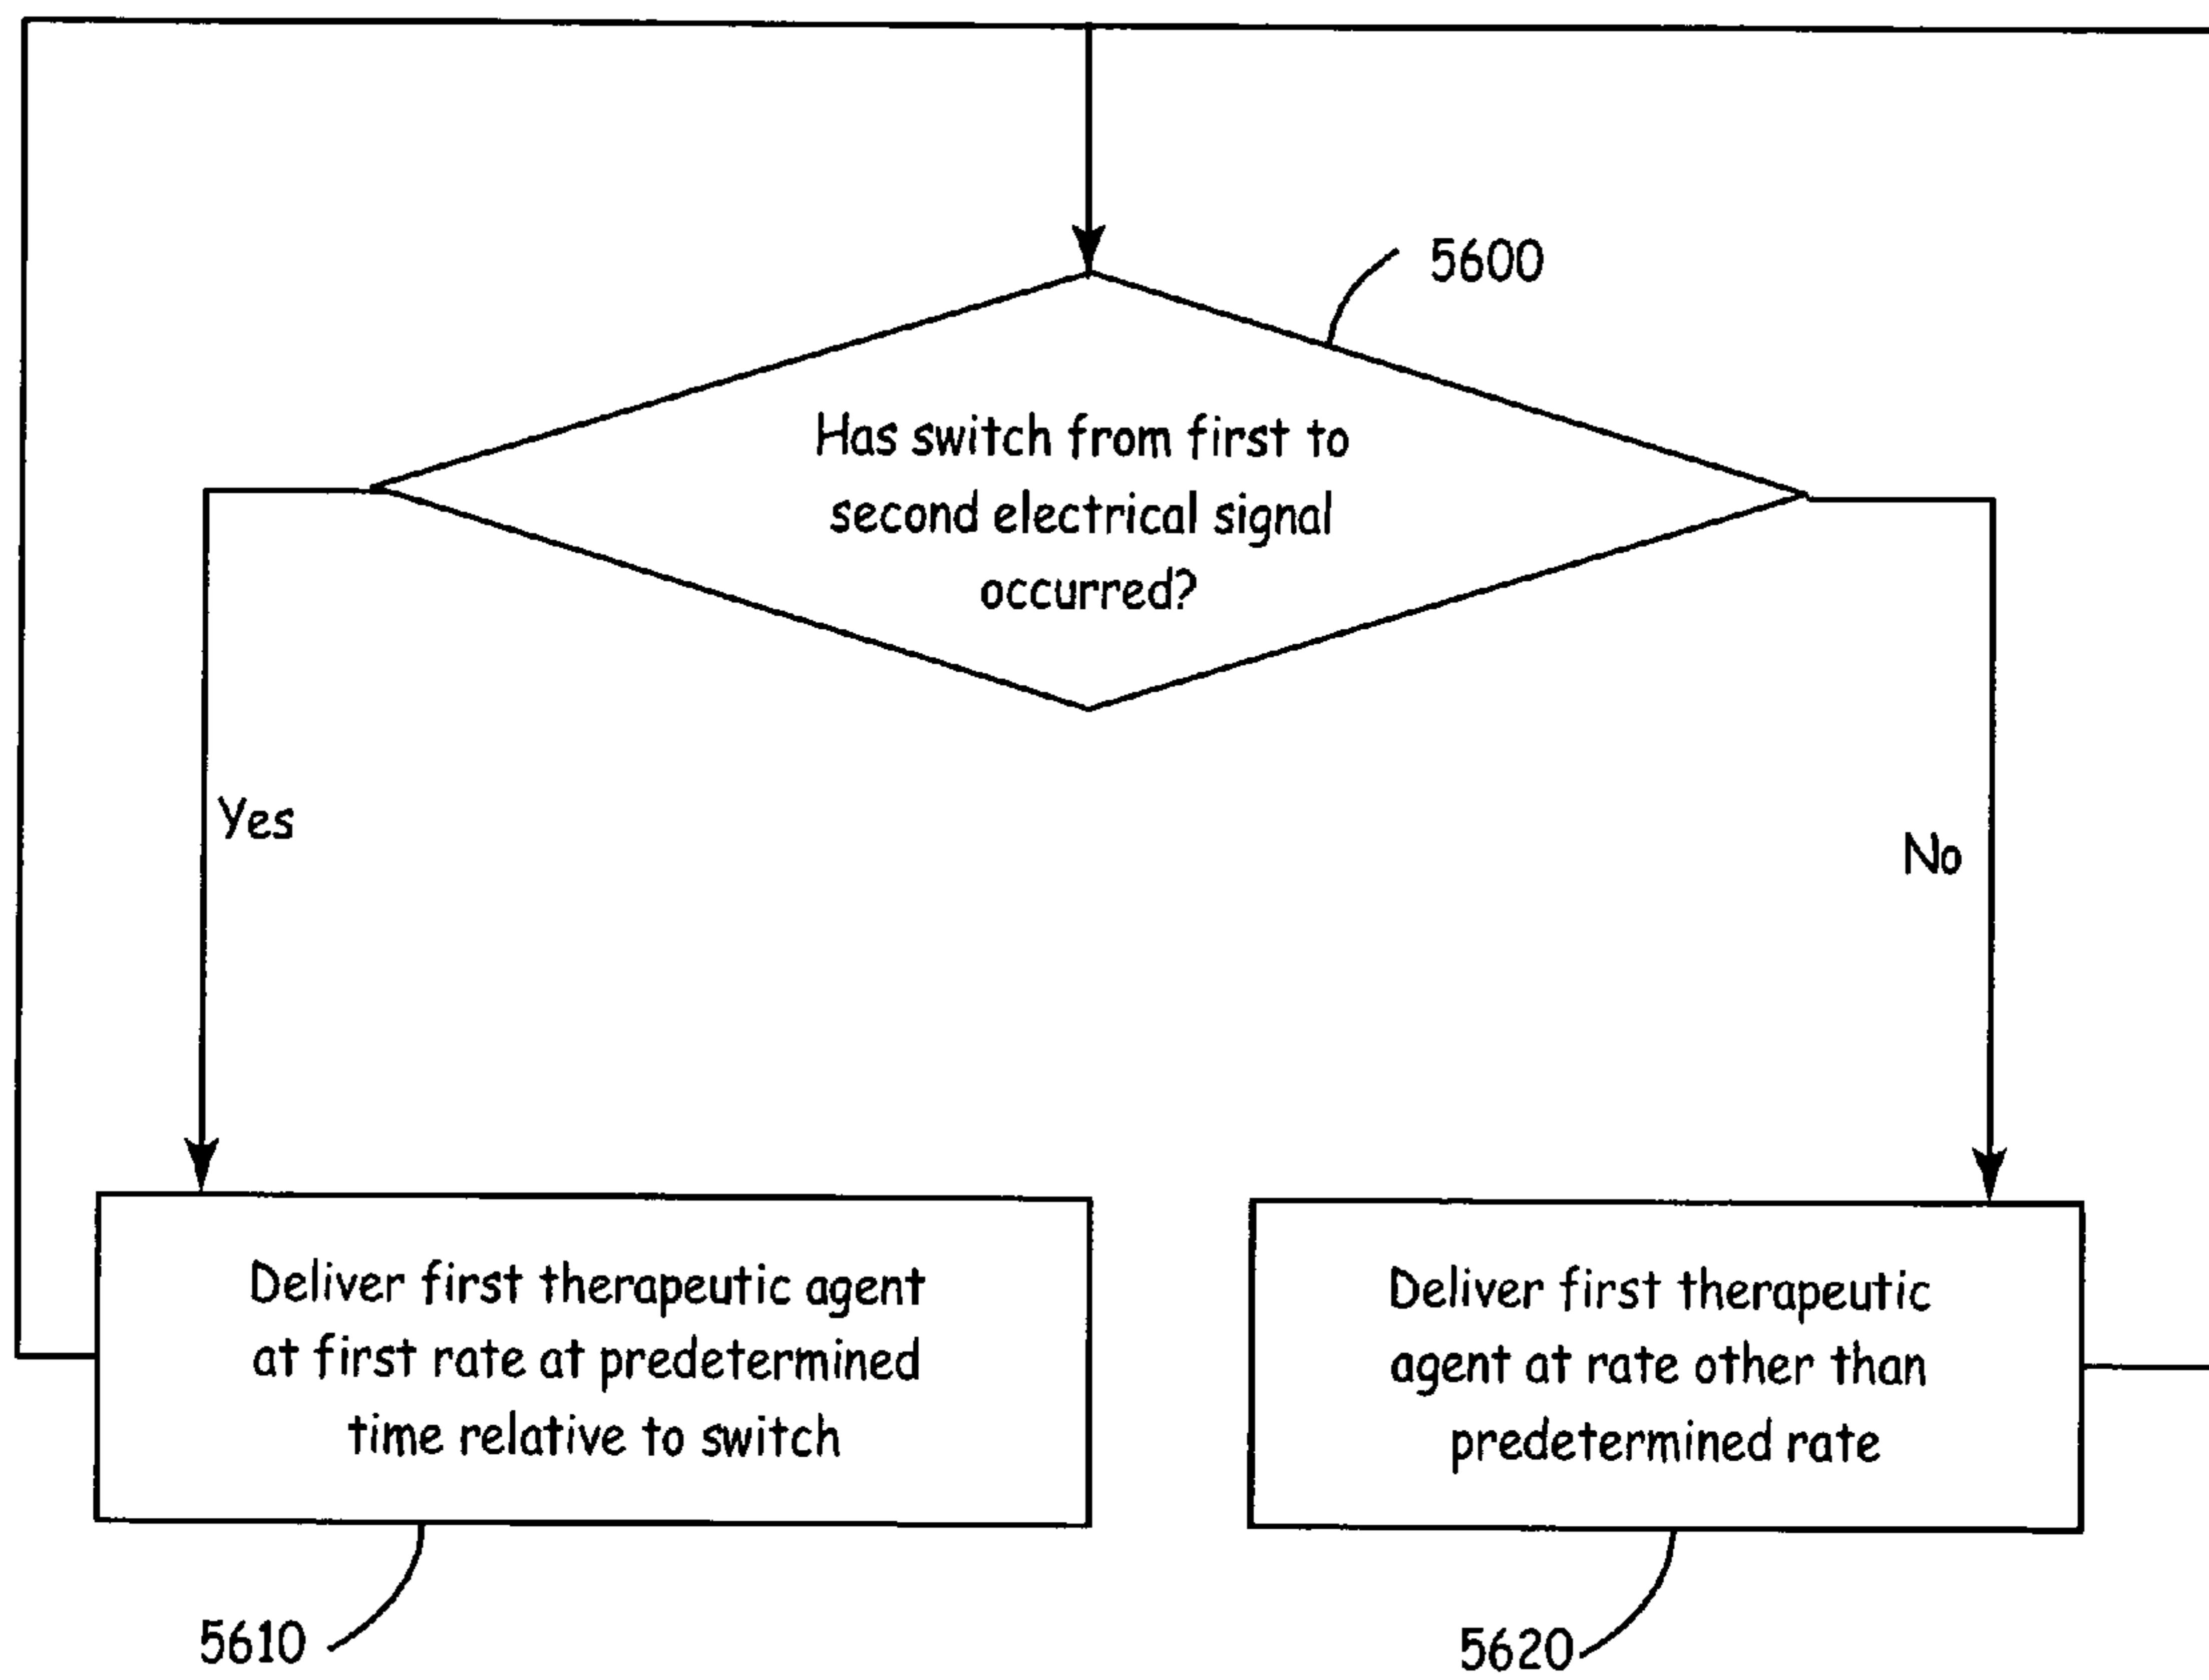 5600
Has switch from first to
second electrical signal
occurred?
Yes
No
Deliver first therapeutic agent
at first rate at predetermined
time relative to switch
Deliver first therapeutic
agent at rate other than
predetermined rate
5610
5620